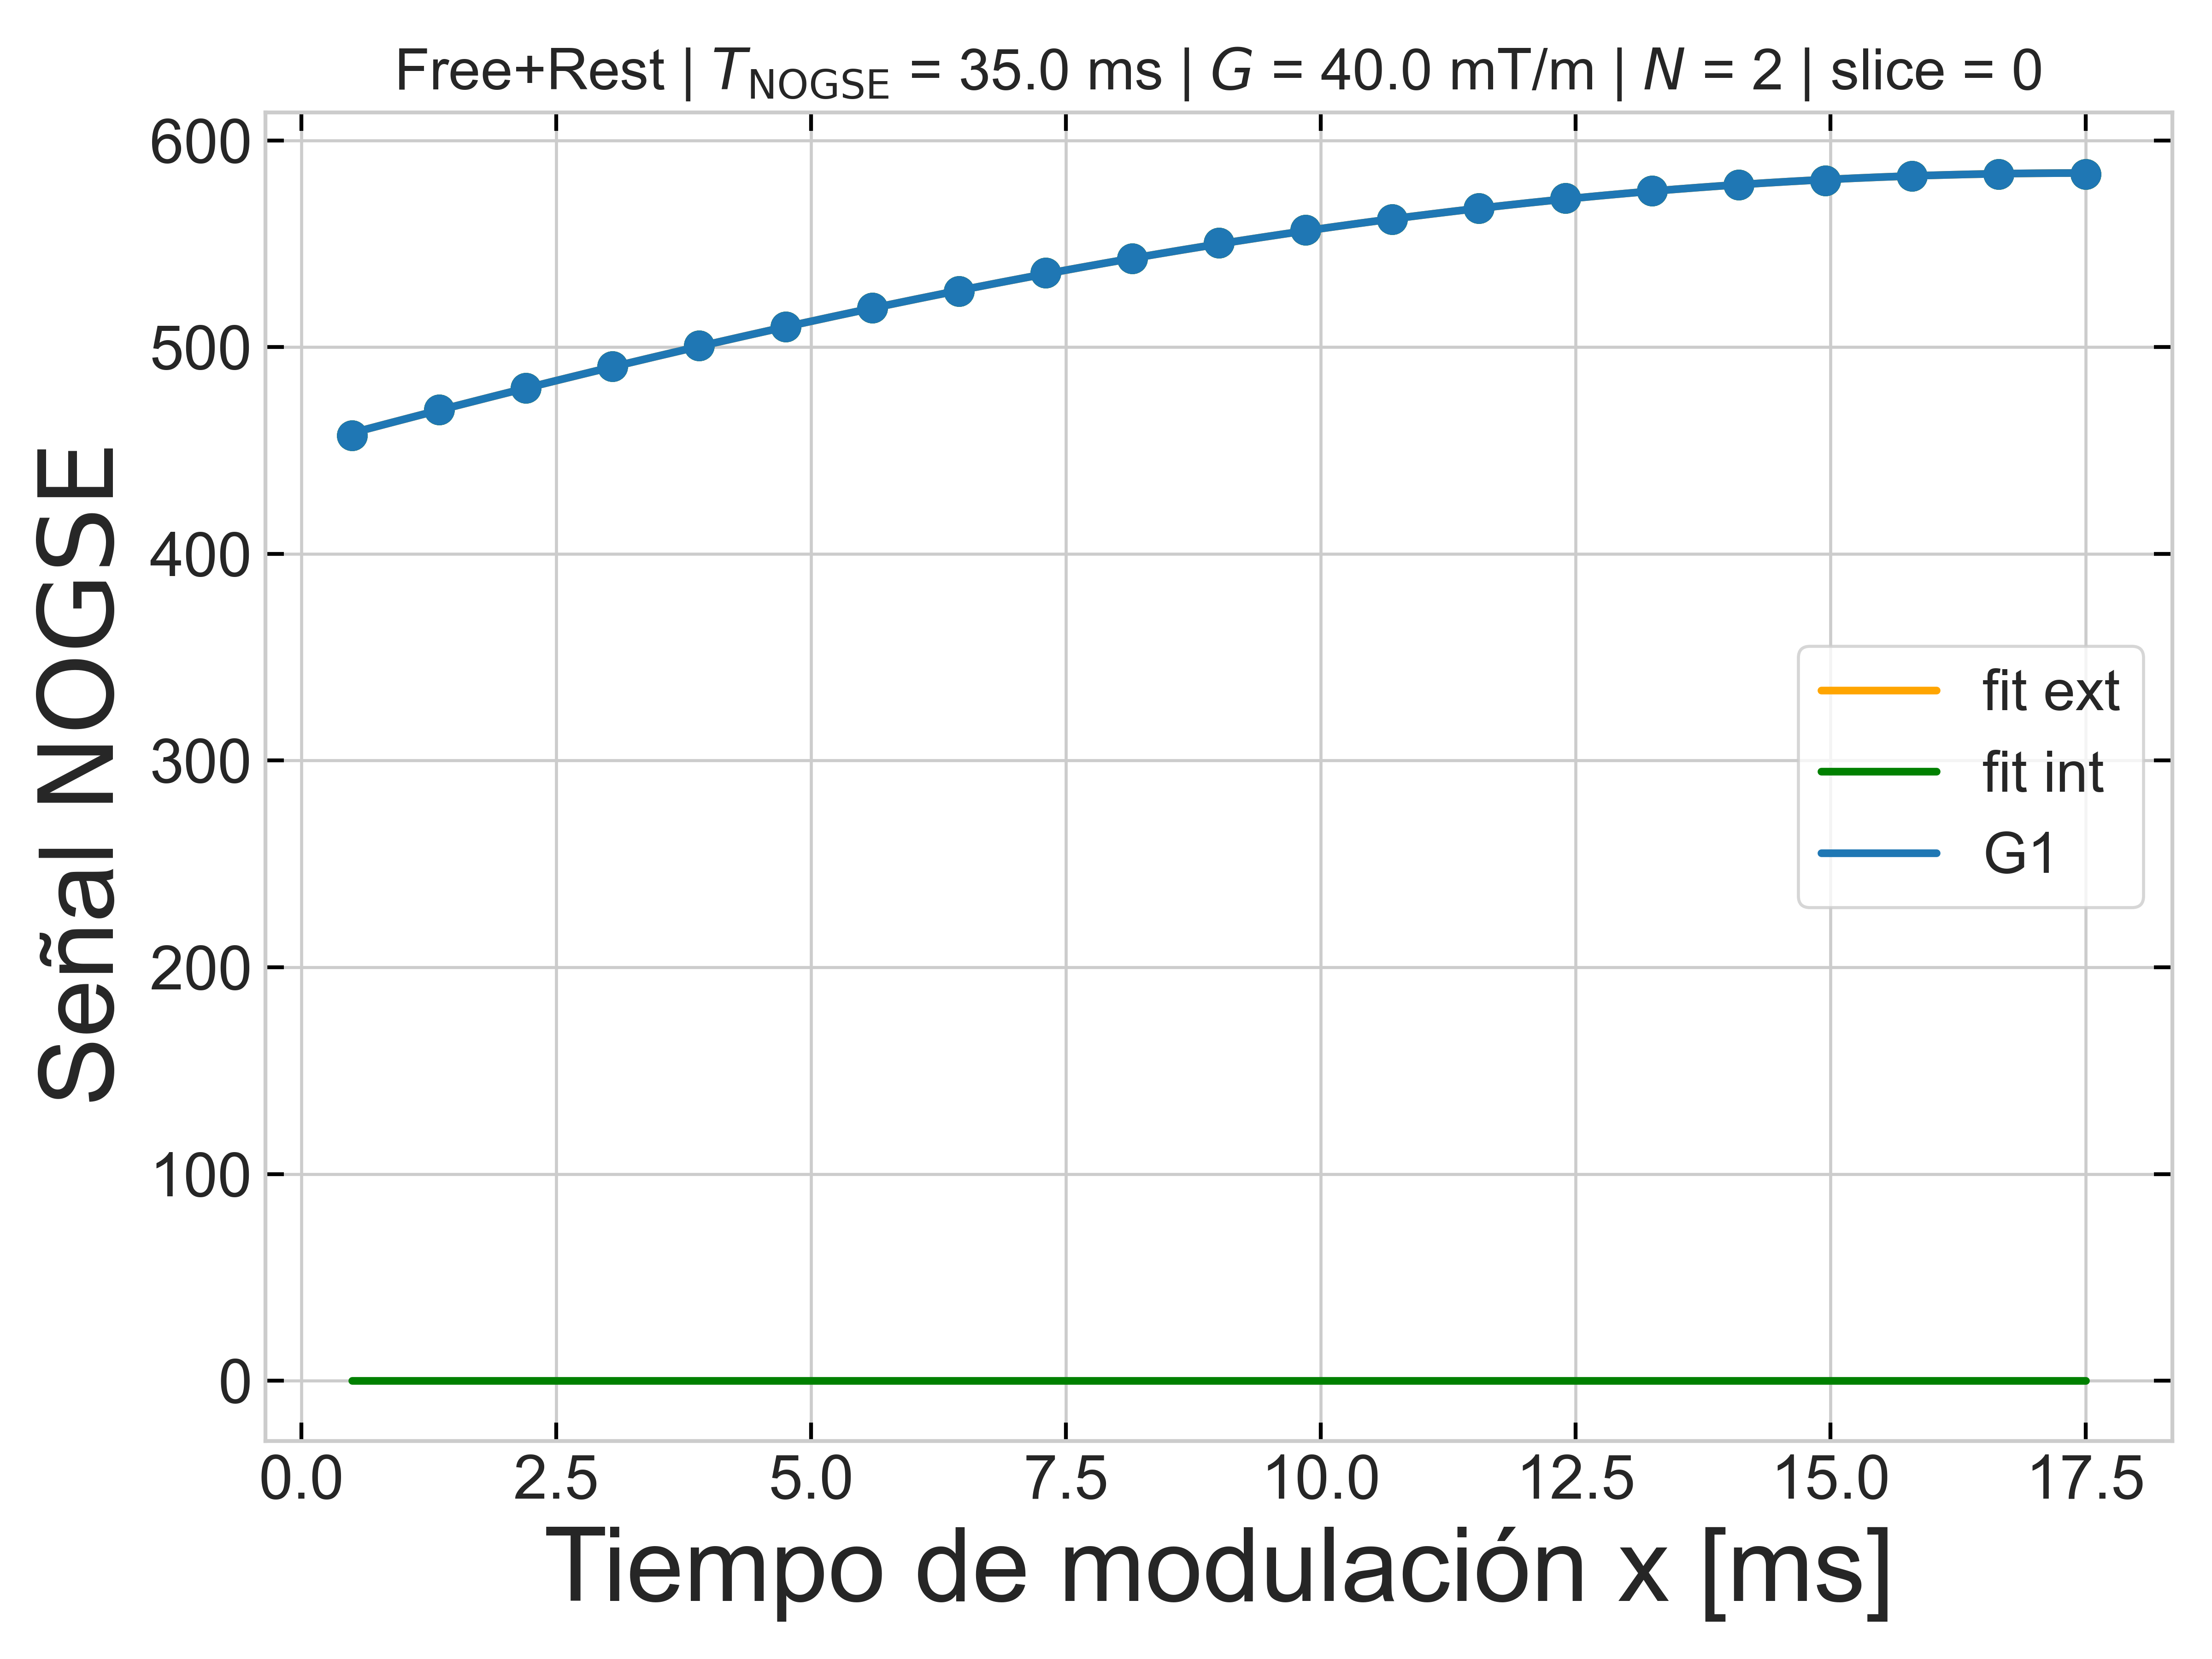 Free+Rest | T_NOGSE = 35.0 ms | G = 40.0 mT/m | N = 2 | slice = 0
Señal NOGSE
600
500
400
300
200
100
0
fit ext
fit int
G1
0.0 2.5 5.0 7.5 10.0 12.5 15.0 17.5
Tiempo de modulación x [ms]